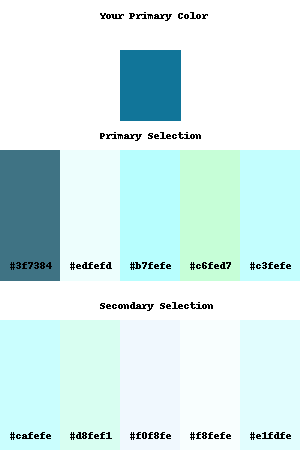 Your Primary Color
Primary Selection
#3f7384 #edfefd #b7fefe #c6fed7 #c3fefe
Secondary Selection
#cafefe #d8fef1 #f0f8fe #f8fefe #e1fdfe